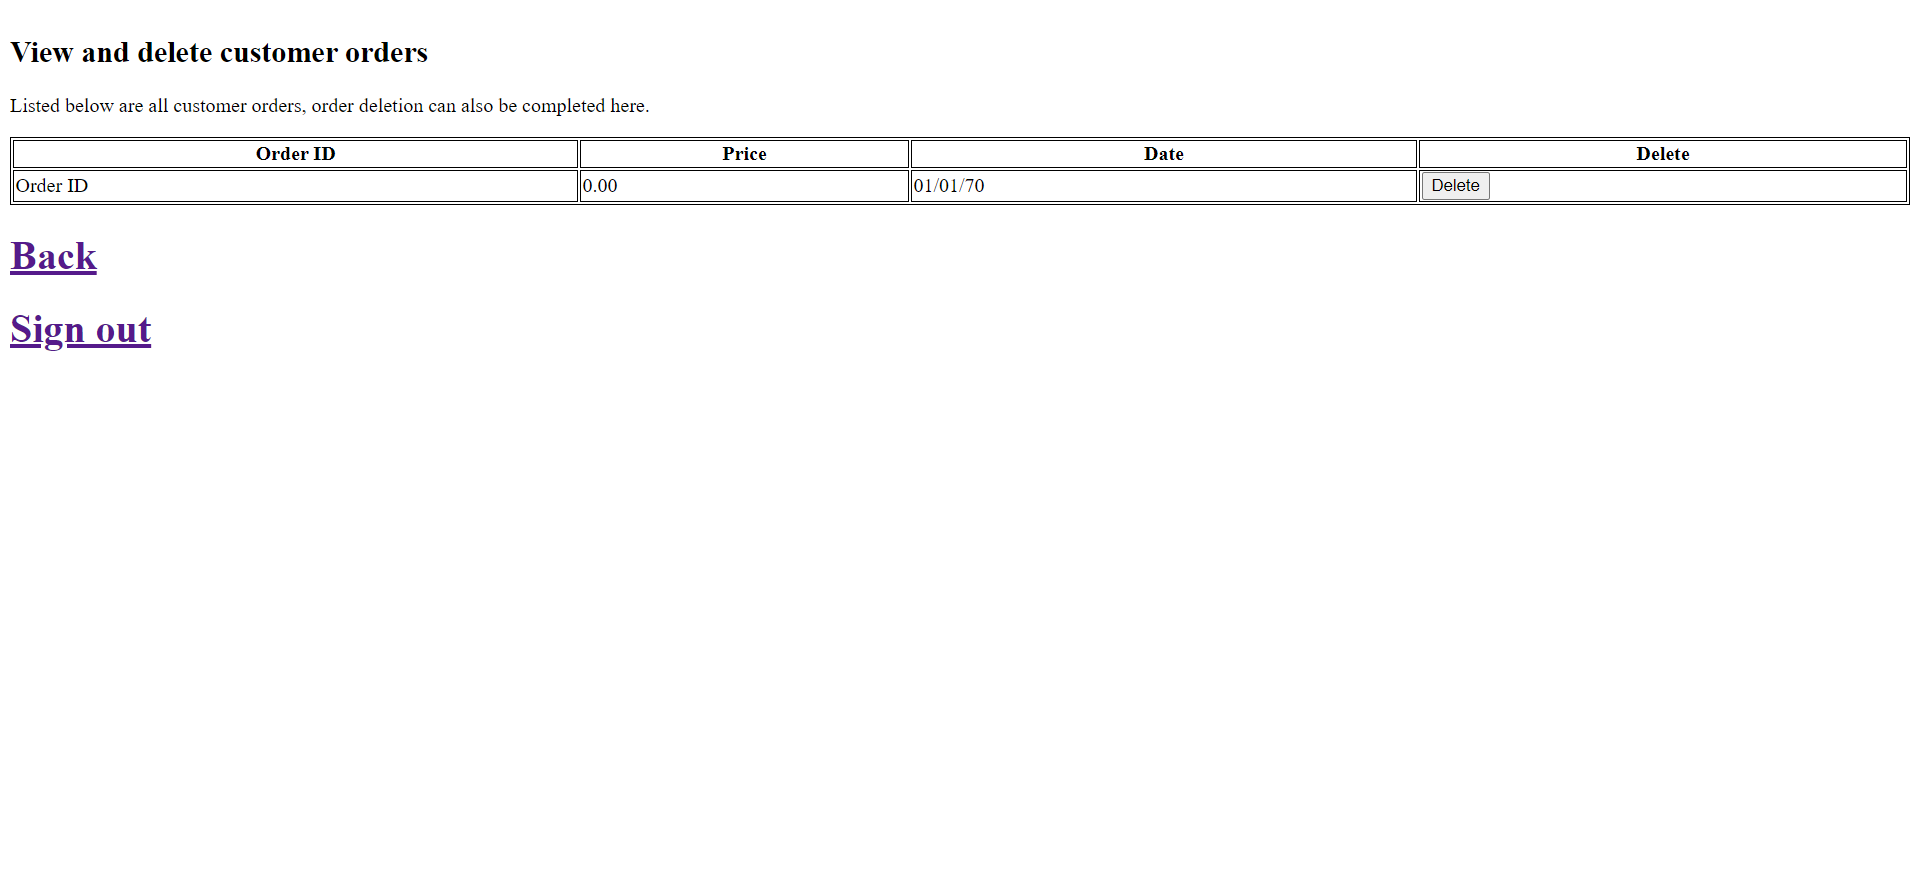 View and delete customer orders
Listed below are all customer orders, order deletion can also be completed here.
Order ID Price Date Delete
Order ID 0.00 01/01/70 Delete
Back
Sign out